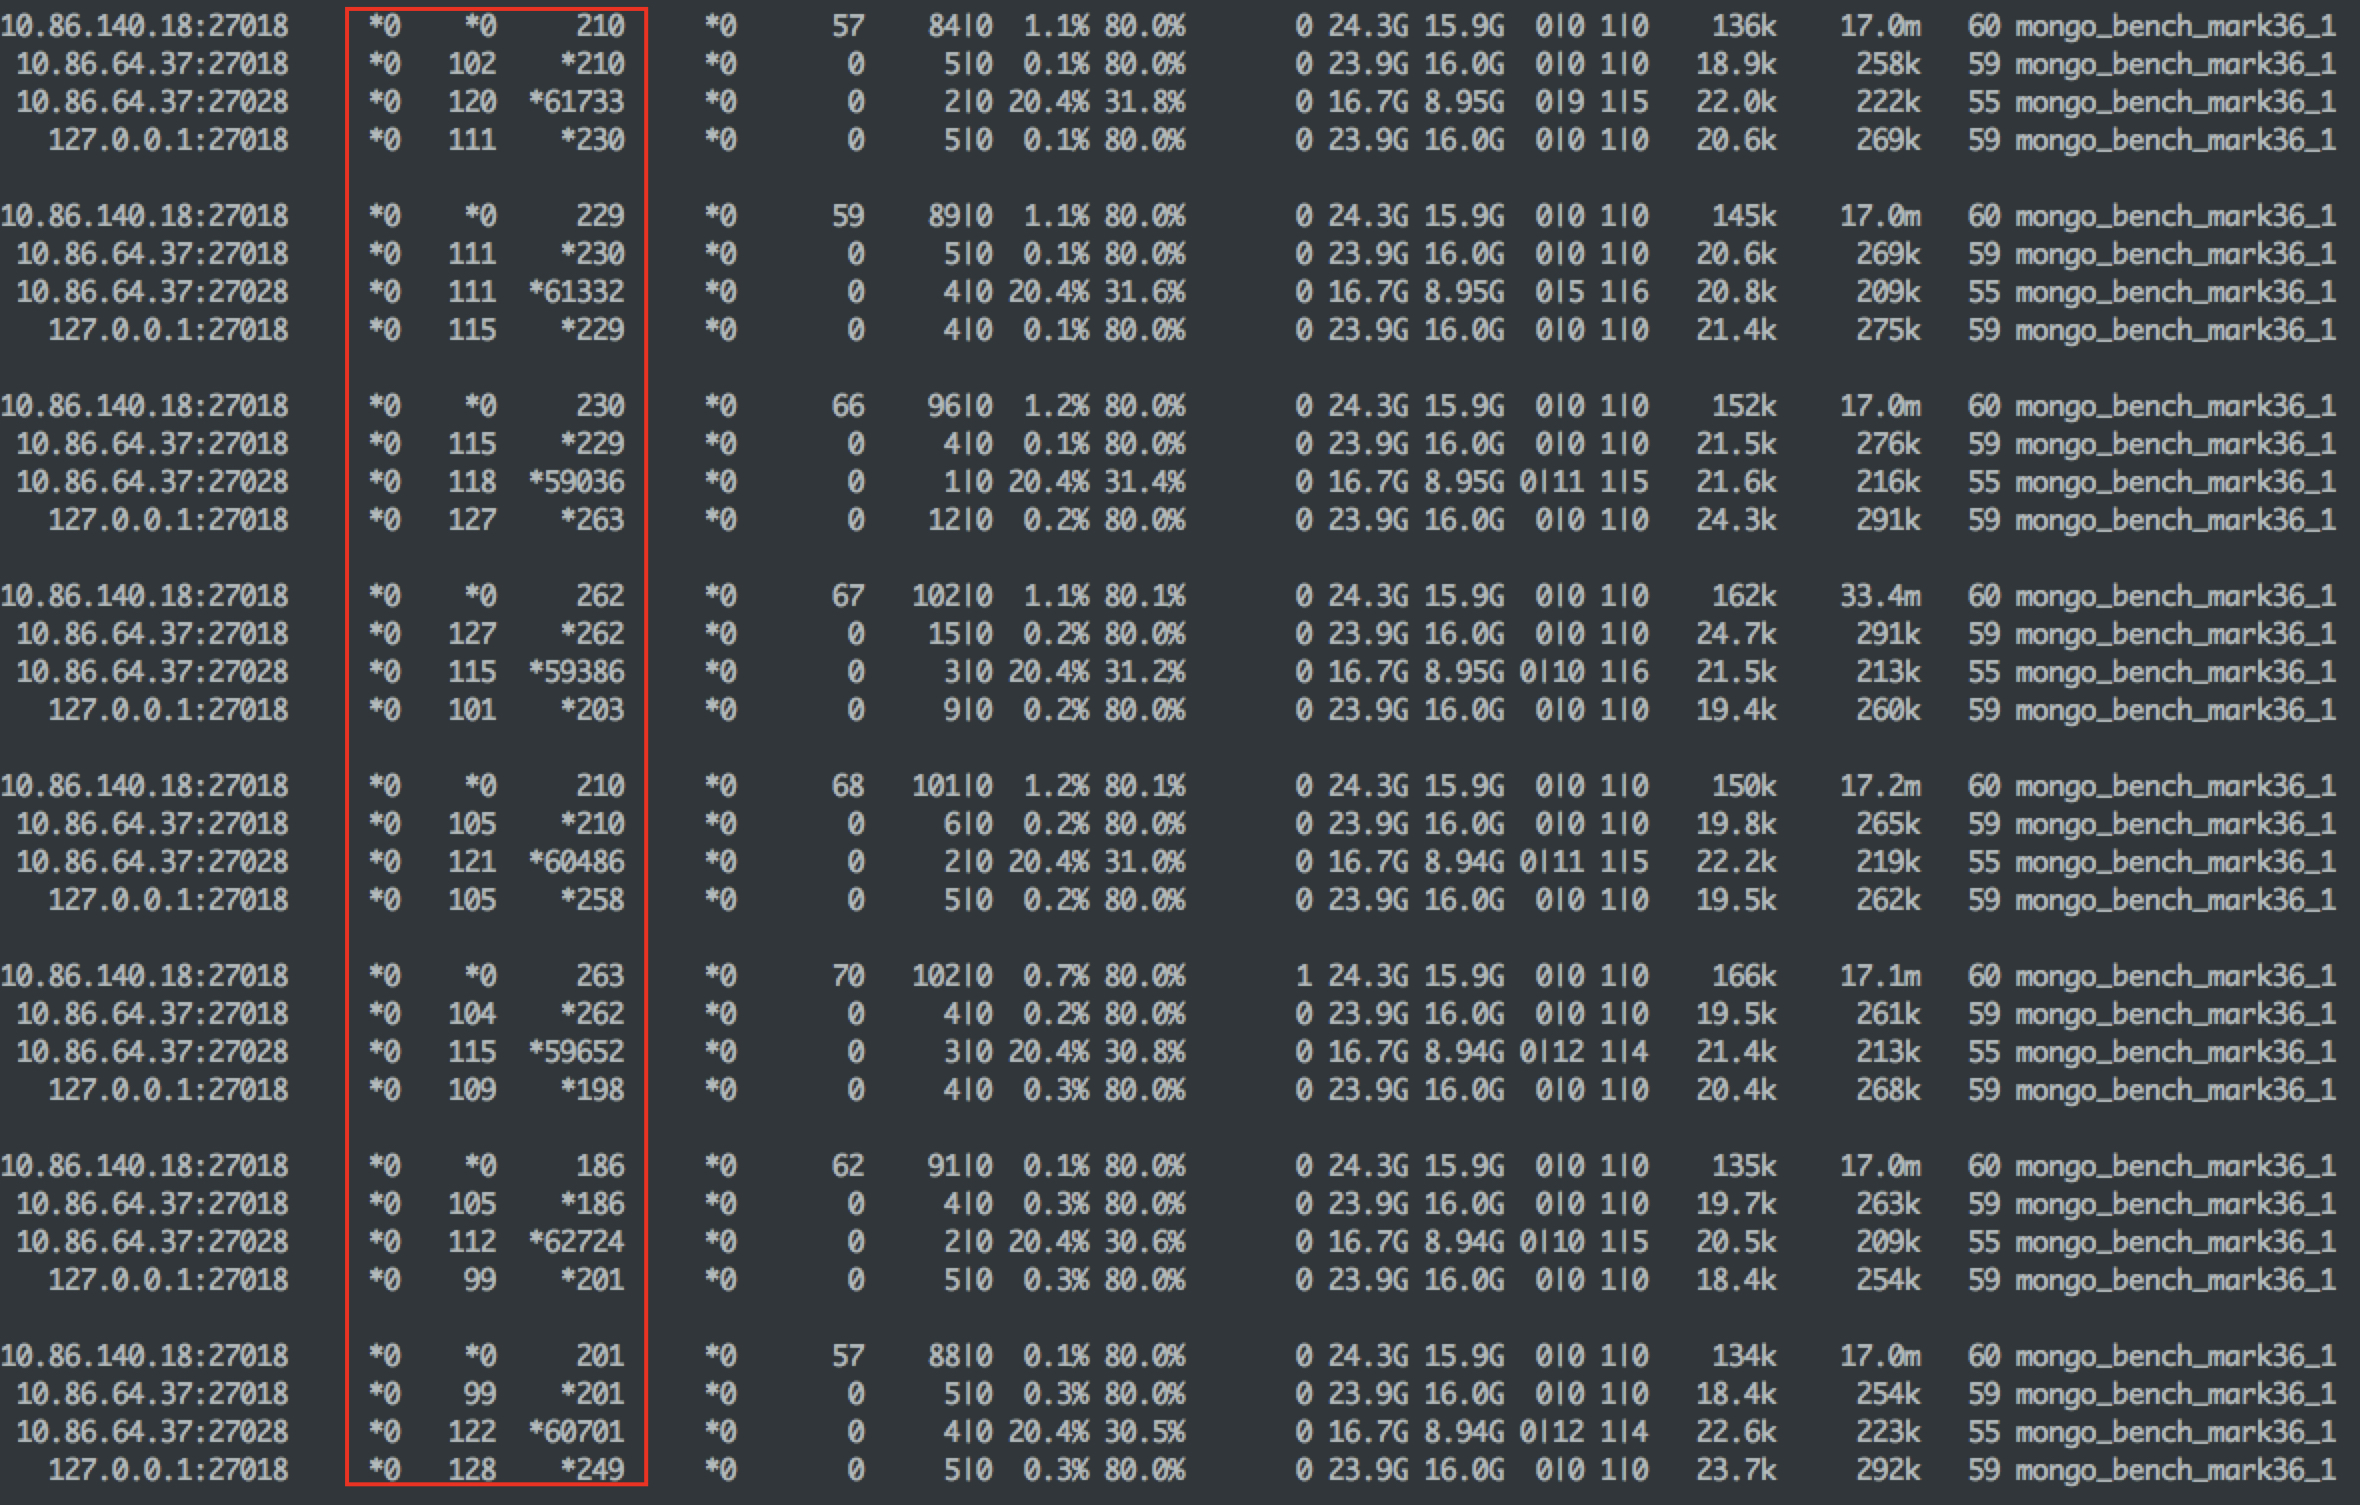 10.86.140.18:27018 *0 *0 210 *0 57 84|0 1.1% 80.0% 0 24.3G 15.9G 0|0 1|0 136k 17.0m 60 mongo_bench_mark36_1
10.86.64.37:27018 *0 102 *210 *0 0 5|0 0.1% 80.0% 0 23.9G 16.0G 0|0 1|0 18.9k 258k 59 mongo_bench_mark36_1
10.86.64.37:27028 *0 120 *61733 *0 0 2|0 20.4% 31.8% 0 16.7G 8.95G 0|9 1|5 22.0k 222k 55 mongo_bench_mark36_1
127.0.0.1:27018 *0 111 *230 *0 0 5|0 0.1% 80.0% 0 23.9G 16.0G 0|0 1|0 20.6k 269k 59 mongo_bench_mark36_1
10.86.140.18:27018 *0 *0 229 *0 59 89|0 1.1% 80.0% 0 24.3G 15.9G 0|0 1|0 145k 17.0m 60 mongo_bench_mark36_1
10.86.64.37:27018 *0 111 *230 *0 0 5|0 0.1% 80.0% 0 23.9G 16.0G 0|0 1|0 20.6k 269k 59 mongo_bench_mark36_1
10.86.64.37:27028 *0 111 *61332 *0 0 4|0 20.4% 31.6% 0 16.7G 8.95G 0|5 1|6 20.8k 209k 55 mongo_bench_mark36_1
127.0.0.1:27018 *0 115 *229 *0 0 4|0 0.1% 80.0% 0 23.9G 16.0G 0|0 1|0 21.4k 275k 59 mongo_bench_mark36_1
10.86.140.18:27018 *0 *0 230 *0 66 96|0 1.2% 80.0% 0 24.3G 15.9G 0|0 1|0 152k 17.0m 60 mongo_bench_mark36_1
10.86.64.37:27018 *0 115 *229 *0 0 4|0 0.1% 80.0% 0 23.9G 16.0G 0|0 1|0 21.5k 276k 59 mongo_bench_mark36_1
10.86.64.37:27028 *0 118 *59036 *0 0 1|0 20.4% 31.4% 0 16.7G 8.95G 0|11 1|5 21.6k 216k 55 mongo_bench_mark36_1
127.0.0.1:27018 *0 127 *263 *0 0 12|0 0.2% 80.0% 0 23.9G 16.0G 0|0 1|0 24.3k 291k 59 mongo_bench_mark36_1
10.86.140.18:27018 *0 *0 262 *0 67 102|0 1.1% 80.1% 0 24.3G 15.9G 0|0 1|0 162k 33.4m 60 mongo_bench_mark36_1
10.86.64.37:27018 *0 127 *262 *0 0 15|0 0.2% 80.0% 0 23.9G 16.0G 0|0 1|0 24.7k 291k 59 mongo_bench_mark36_1
10.86.64.37:27028 *0 115 *59386 *0 0 3|0 20.4% 31.2% 0 16.7G 8.95G 0|10 1|6 21.5k 213k 55 mongo_bench_mark36_1
127.0.0.1:27018 *0 101 *203 *0 0 9|0 0.2% 80.0% 0 23.9G 16.0G 0|0 1|0 19.4k 260k 59 mongo_bench_mark36_1
10.86.140.18:27018 *0 *0 210 *0 68 101|0 1.2% 80.1% 0 24.3G 15.9G 0|0 1|0 150k 17.2m 60 mongo_bench_mark36_1
10.86.64.37:27018 *0 105 *210 *0 0 6|0 0.2% 80.0% 0 23.9G 16.0G 0|0 1|0 19.8k 265k 59 mongo_bench_mark36_1
10.86.64.37:27028 *0 121 *60486 *0 0 2|0 20.4% 31.0% 0 16.7G 8.94G 0|11 1|5 22.2k 219k 55 mongo_bench_mark36_1
127.0.0.1:27018 *0 105 *258 *0 0 5|0 0.2% 80.0% 0 23.9G 16.0G 0|0 1|0 19.5k 262k 59 mongo_bench_mark36_1
10.86.140.18:27018 *0 *0 263 *0 70 102|0 0.7% 80.0% 1 24.3G 15.9G 0|0 1|0 166k 17.1m 60 mongo_bench_mark36_1
10.86.64.37:27018 *0 104 *262 *0 0 4|0 0.2% 80.0% 0 23.9G 16.0G 0|0 1|0 19.5k 261k 59 mongo_bench_mark36_1
10.86.64.37:27028 *0 115 *59652 *0 0 3|0 20.4% 30.8% 0 16.7G 8.94G 0|12 1|4 21.4k 213k 55 mongo_bench_mark36_1
127.0.0.1:27018 *0 109 *198 *0 0 4|0 0.3% 80.0% 0 23.9G 16.0G 0|0 1|0 20.4k 268k 59 mongo_bench_mark36_1
10.86.140.18:27018 *0 *0 186 *0 62 91|0 0.1% 80.0% 0 24.3G 15.9G 0|0 1|0 135k 17.0m 60 mongo_bench_mark36_1
10.86.64.37:27018 *0 105 *186 *0 0 4|0 0.3% 80.0% 0 23.9G 16.0G 0|0 1|0 19.7k 263k 59 mongo_bench_mark36_1
10.86.64.37:27028 *0 112 *62724 *0 0 2|0 20.4% 30.6% 0 16.7G 8.94G 0|10 1|5 20.5k 209k 55 mongo_bench_mark36_1
127.0.0.1:27018 *0 99 *201 *0 0 5|0 0.3% 80.0% 0 23.9G 16.0G 0|0 1|0 18.4k 254k 59 mongo_bench_mark36_1
10.86.140.18:27018 *0 *0 201 *0 57 88|0 0.1% 80.0% 0 24.3G 15.9G 0|0 1|0 134k 17.0m 60 mongo_bench_mark36_1
10.86.64.37:27018 *0 99 *201 *0 0 5|0 0.3% 80.0% 0 23.9G 16.0G 0|0 1|0 18.4k 254k 59 mongo_bench_mark36_1
10.86.64.37:27028 *0 122 *60701 *0 0 4|0 20.4% 30.5% 0 16.7G 8.94G 0|12 1|4 22.6k 223k 55 mongo_bench_mark36_1
127.0.0.1:27018 *0 128 *249 *0 0 5|0 0.3% 80.0% 0 23.9G 16.0G 0|0 1|0 23.7k 292k 59 mongo_bench_mark36_1